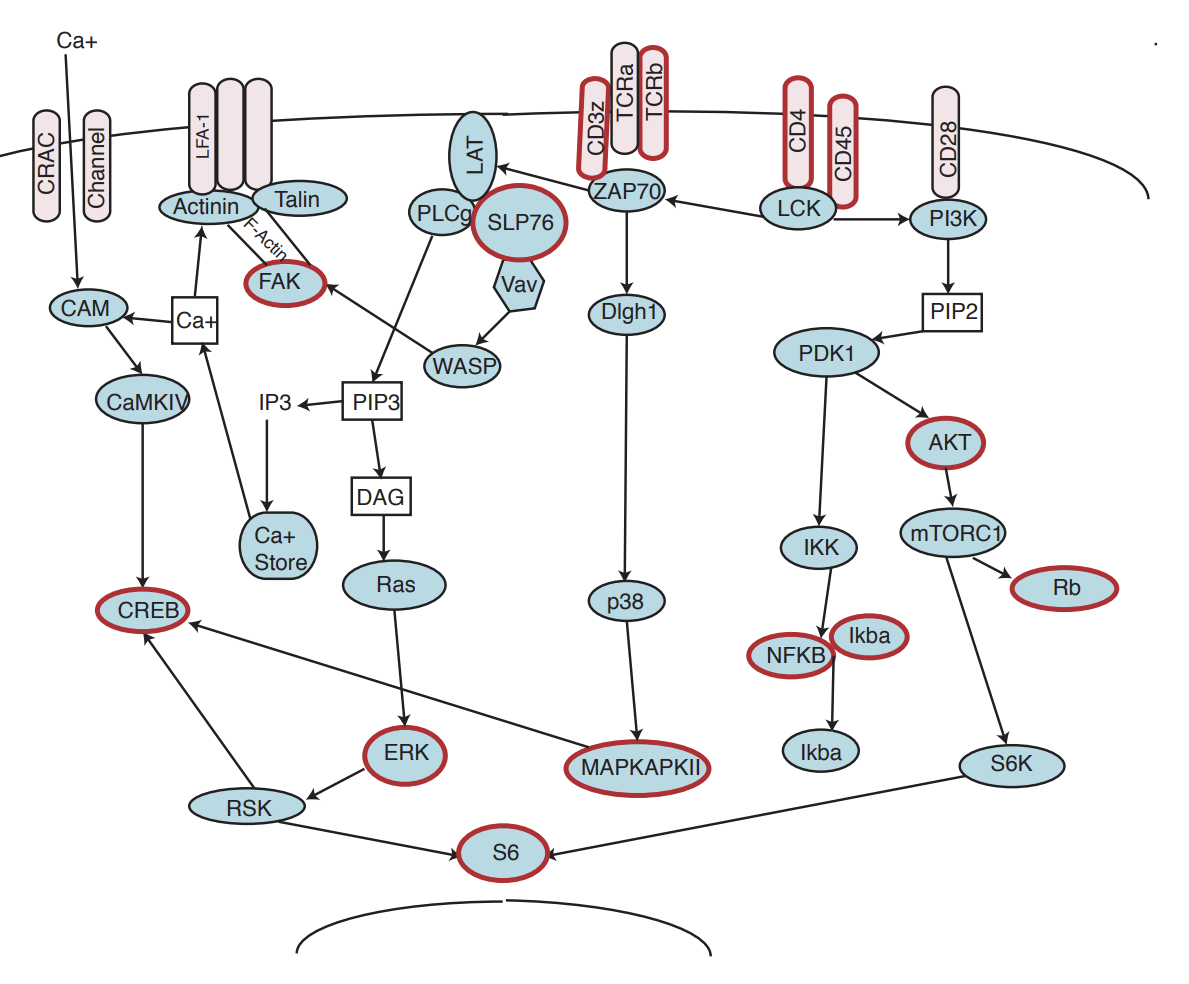 Ca+
CRAC
Channel
LFA-1
Actinin
Talin
F-Actin
FAK
LAT
PLCg
SLP76
Vav
WASP
CD3z
TCRa
TCRb
ZAP70
CD4
CD45
LCK
CD28
PI3K
CAM
Ca+
CaMKIV
IP3
PIP3
DAG
Dlgh1
PIP2
PDK1
AKT
Ca+
Store
Ras
p38
IKK
mTORC1
Rb
CREB
NFKB
Ikba
ERK
MAPKAPKII
Ikba
S6K
RSK
S6